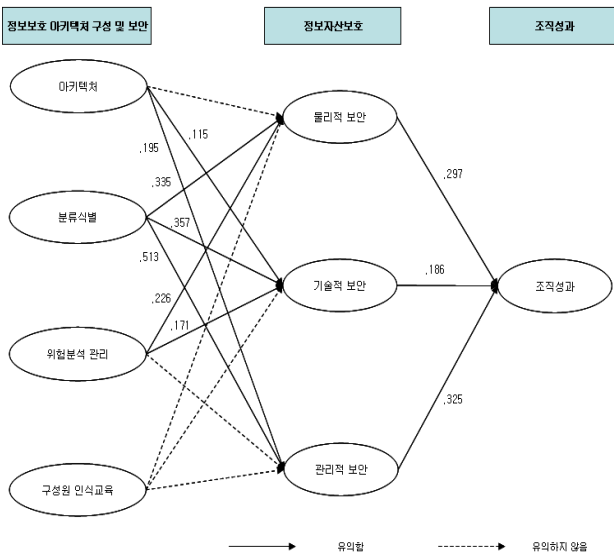 정보보호 아키텍처 구성 및 보안
정보자산보호
조직성과
아키텍처
물리적 보안
.115
.195
.297
.335
분류식별
.357
.513
.186
기술적 보안
조직성과
.226
.171
위험분석 관리
.325
관리적 보안
구성원 인식교육
유의함
유의하지 않음